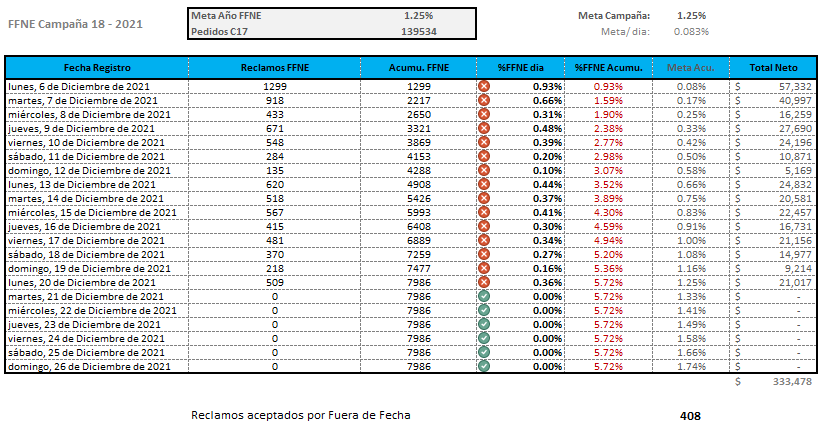 FFNE Campaña 18 - 2021
Meta Año FFNE 1.25%
Pedidos C17 139534
Meta Campaña: 1.25%
Meta/ dia: 0.083%
Fecha Registro Reclamos FFNE Acumu. FFNE %FFNE dia %FFNE Acumu. Meta Acu. Total Neto
lunes, 6 de Diciembre de 2021 1299 1299 0.93% 0.93% 0.08% $ 57,332
martes, 7 de Diciembre de 2021 918 2217 0.66% 1.59% 0.17% $ 40,997
miércoles, 8 de Diciembre de 2021 433 2650 0.31% 1.90% 0.25% $ 16,259
jueves, 9 de Diciembre de 2021 671 3321 0.48% 2.38% 0.33% $ 27,690
viernes, 10 de Diciembre de 2021 548 3869 0.39% 2.77% 0.42% $ 24,196
sábado, 11 de Diciembre de 2021 284 4153 0.20% 2.98% 0.50% $ 10,871
domingo, 12 de Diciembre de 2021 135 4288 0.10% 3.07% 0.58% $ 5,169
lunes, 13 de Diciembre de 2021 620 4908 0.44% 3.52% 0.66% $ 24,832
martes, 14 de Diciembre de 2021 518 5426 0.37% 3.89% 0.75% $ 20,581
miércoles, 15 de Diciembre de 2021 567 5993 0.41% 4.30% 0.83% $ 22,457
jueves, 16 de Diciembre de 2021 415 6408 0.30% 4.59% 0.91% $ 16,731
viernes, 17 de Diciembre de 2021 481 6889 0.34% 4.94% 1.00% $ 21,156
sábado, 18 de Diciembre de 2021 370 7259 0.27% 5.20% 1.08% $ 14,977
domingo, 19 de Diciembre de 2021 218 7477 0.16% 5.36% 1.16% $ 9,214
lunes, 20 de Diciembre de 2021 509 7986 0.36% 5.72% 1.25% $ 21,017
martes, 21 de Diciembre de 2021 0 7986 0.00% 5.72% 1.33% $ -
miércoles, 22 de Diciembre de 2021 0 7986 0.00% 5.72% 1.41% $ -
jueves, 23 de Diciembre de 2021 0 7986 0.00% 5.72% 1.49% $ -
viernes, 24 de Diciembre de 2021 0 7986 0.00% 5.72% 1.58% $ -
sábado, 25 de Diciembre de 2021 0 7986 0.00% 5.72% 1.66% $ -
domingo, 26 de Diciembre de 2021 0 7986 0.00% 5.72% 1.74% $ -
$ 333,478
Reclamos aceptados por Fuera de Fecha 408